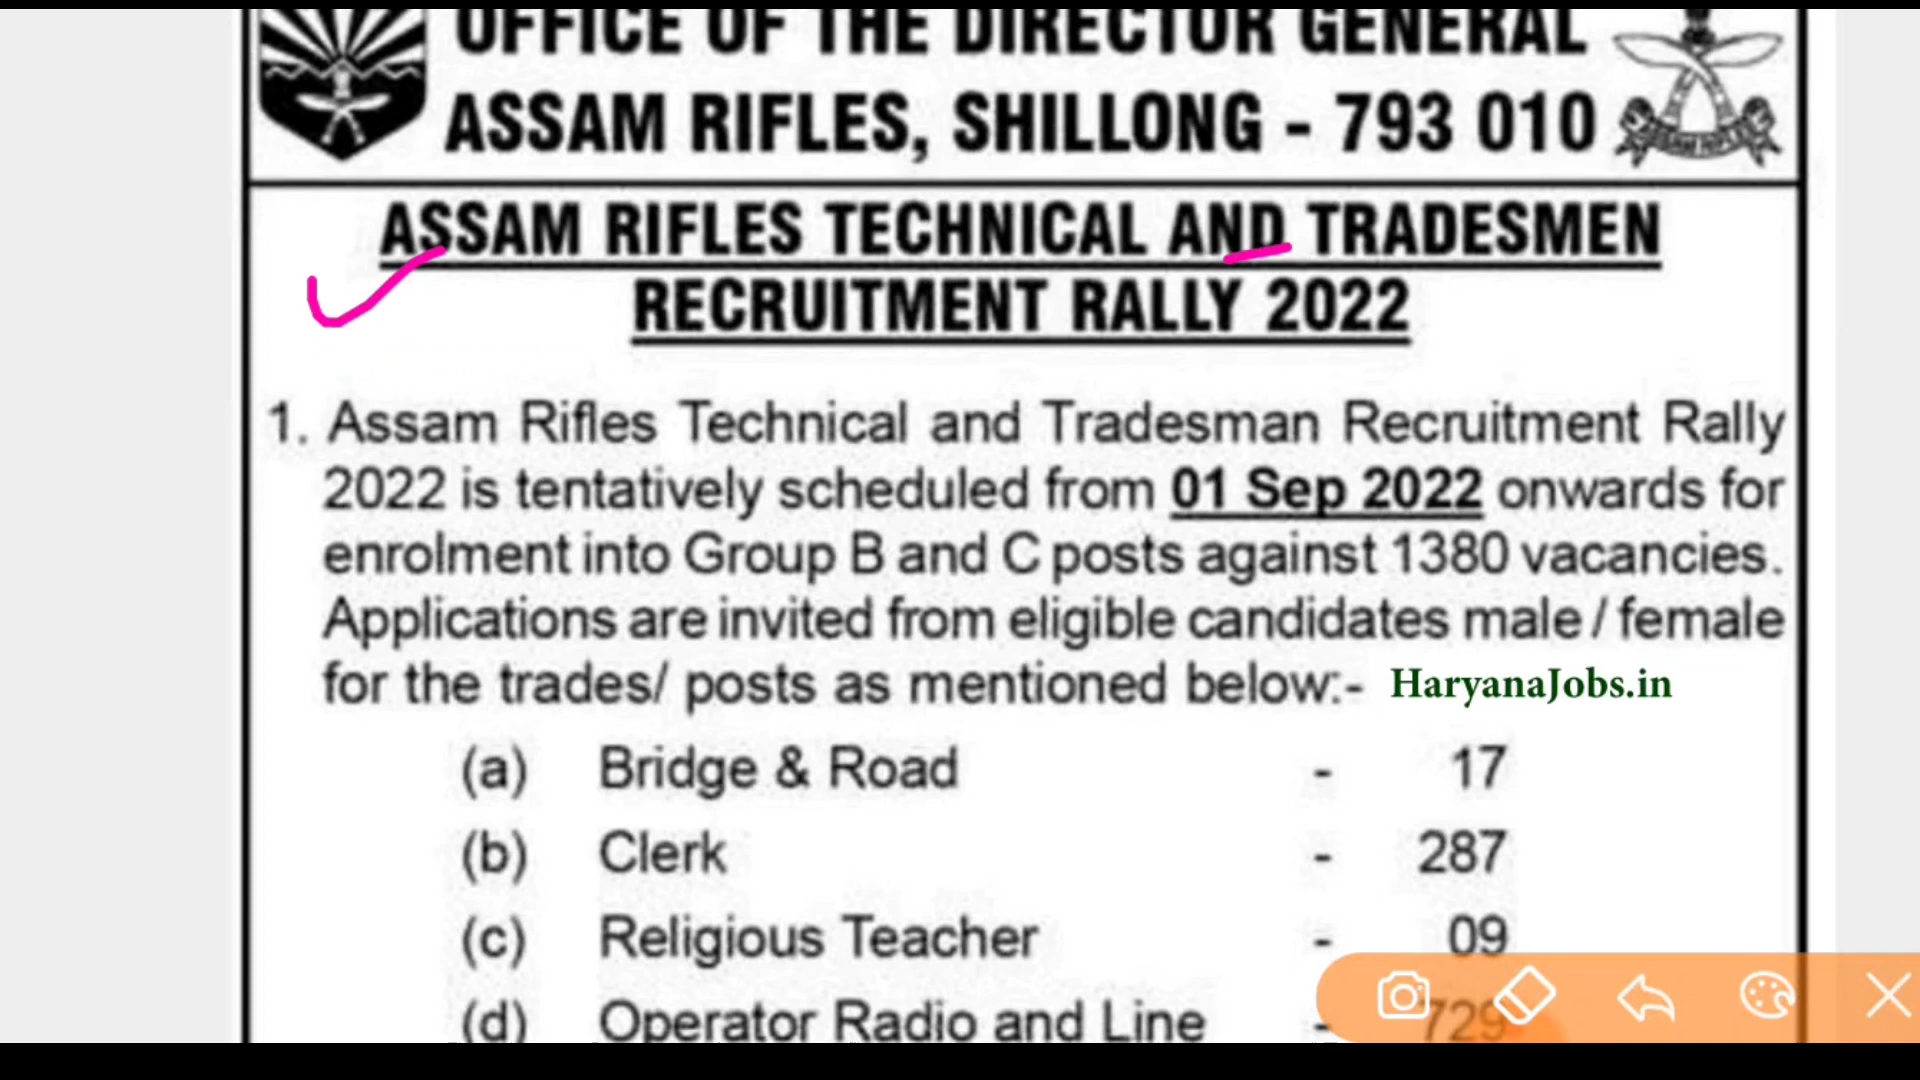 OFFICE OF THE DIRECTOR GENERAL
ASSAM RIFLES, SHILLONG - 793 010
ASSAM RIFLES TECHNICAL AND TRADESMEN
RECRUITMENT RALLY 2022
1. Assam Rifles Technical and Tradesman Recruitment Rally
2022 is tentatively scheduled from 01 Sep 2022 onwards for
enrolment into Group B and C posts against 1380 vacancies.
Applications are invited from eligible candidates male / female
for the trades/ posts as mentioned below:- HaryanaJobs.in
(a) Bridge & Road - 17
(b) Clerk - 287
(c) Religious Teacher - 09
(d) Operator Radio and Line - 729